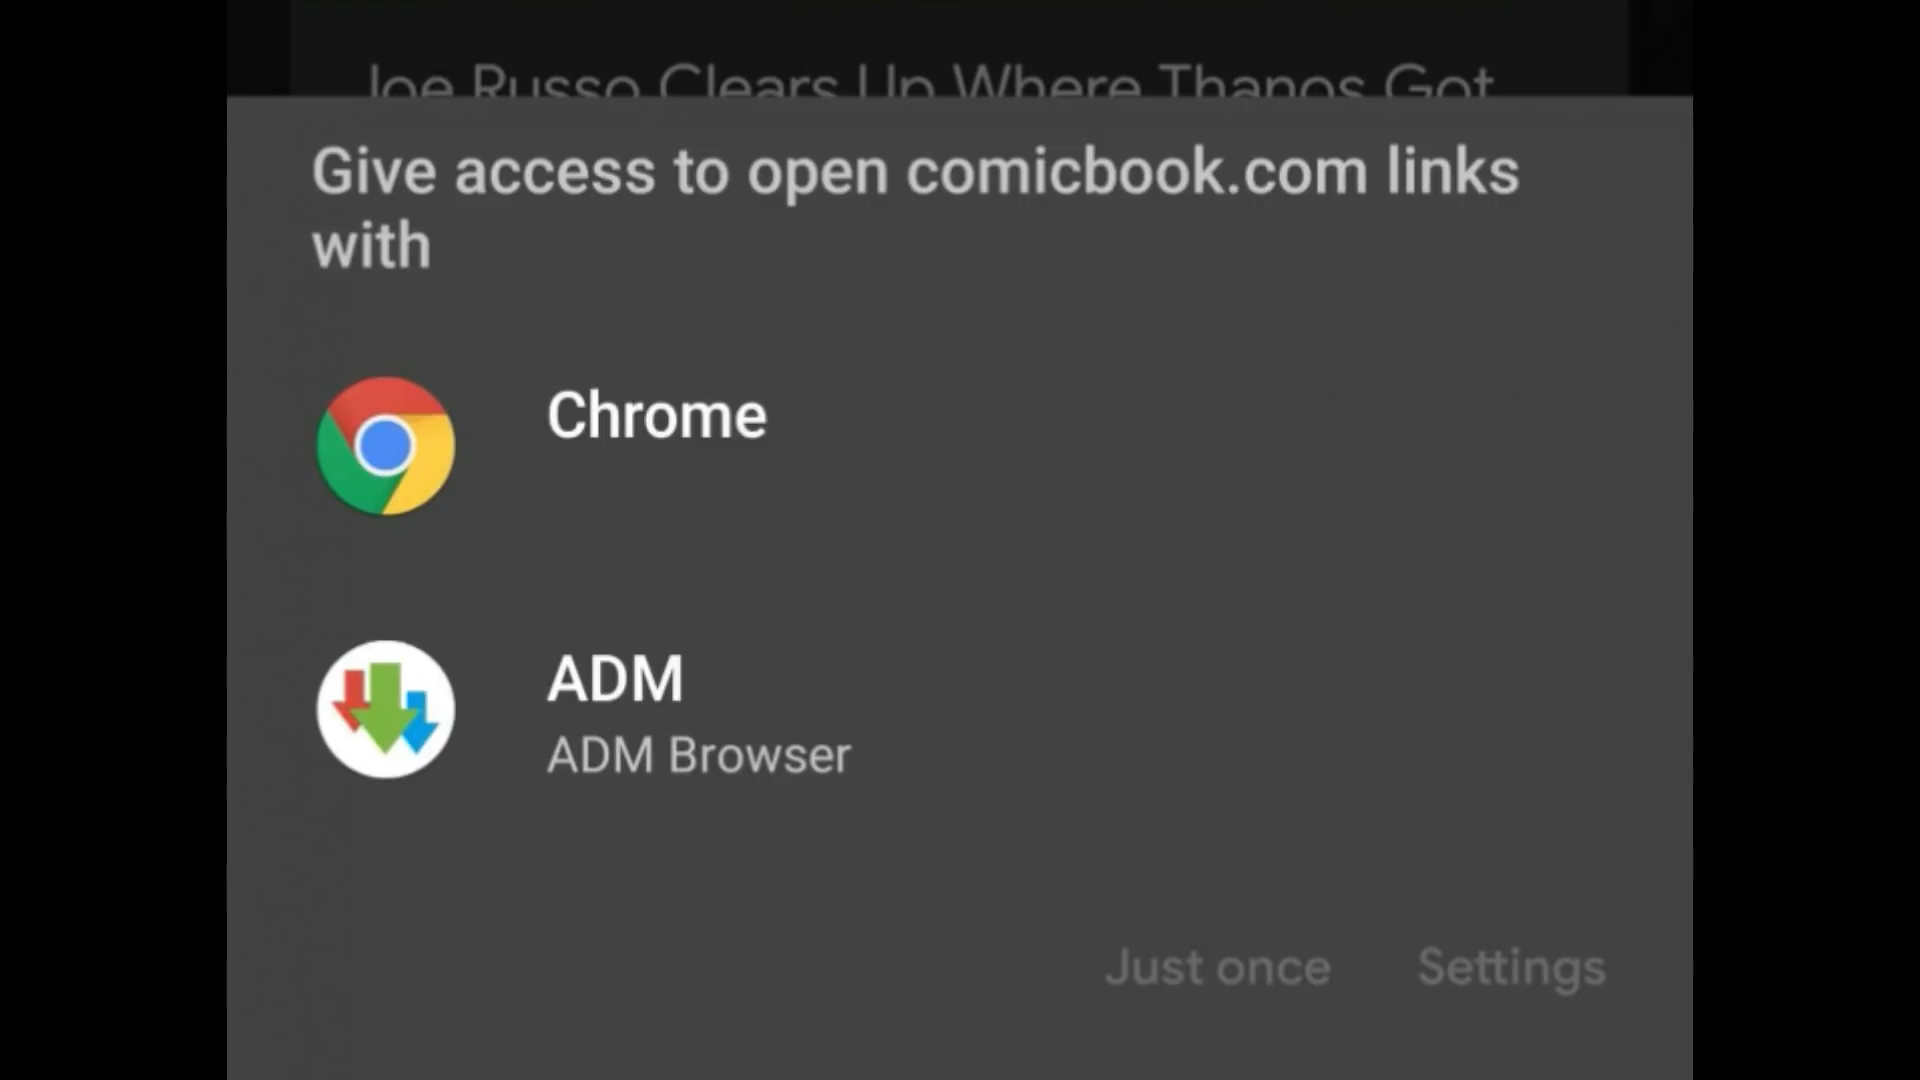 Joe Russo Clears Up Where Thanos Got
Give access to open comicbook.com links
with
Chrome
ADM
ADM Browser
Just once Settings